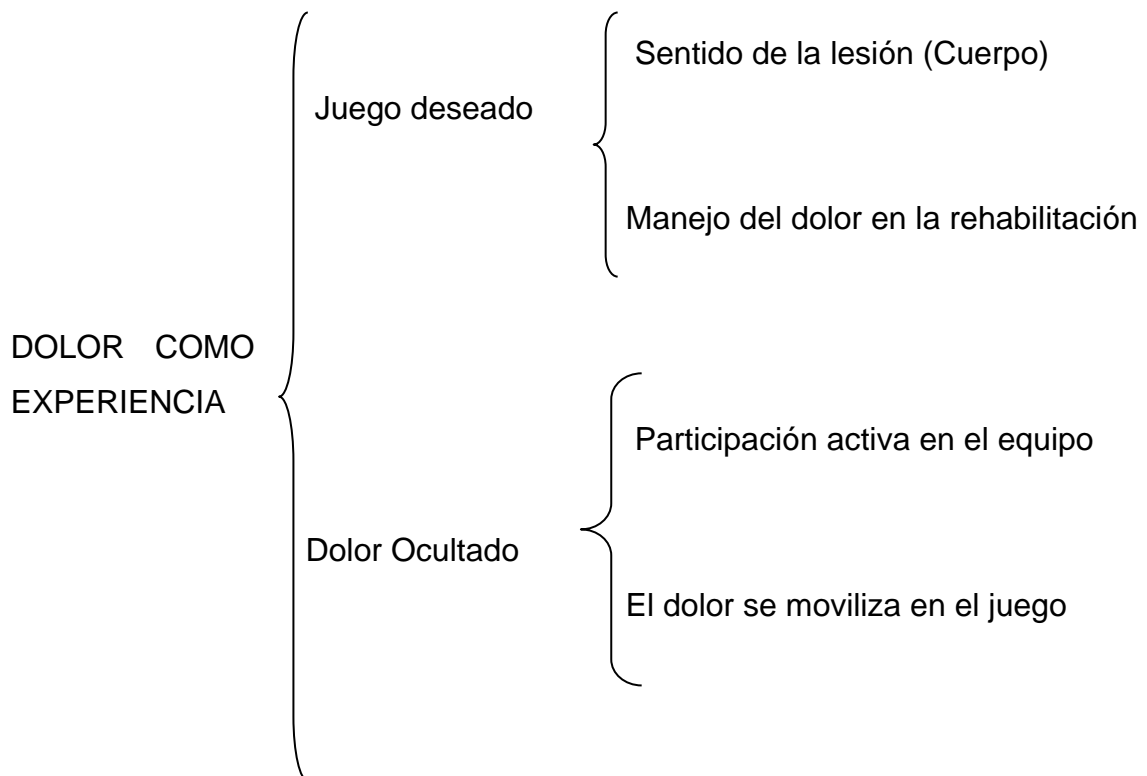 Sentido de la lesión (Cuerpo)
Juego deseado
Manejo del dolor en la rehabilitación
DOLOR COMO
EXPERIENCIA
Participación activa en el equipo
Dolor Ocultado
El dolor se moviliza en el juego